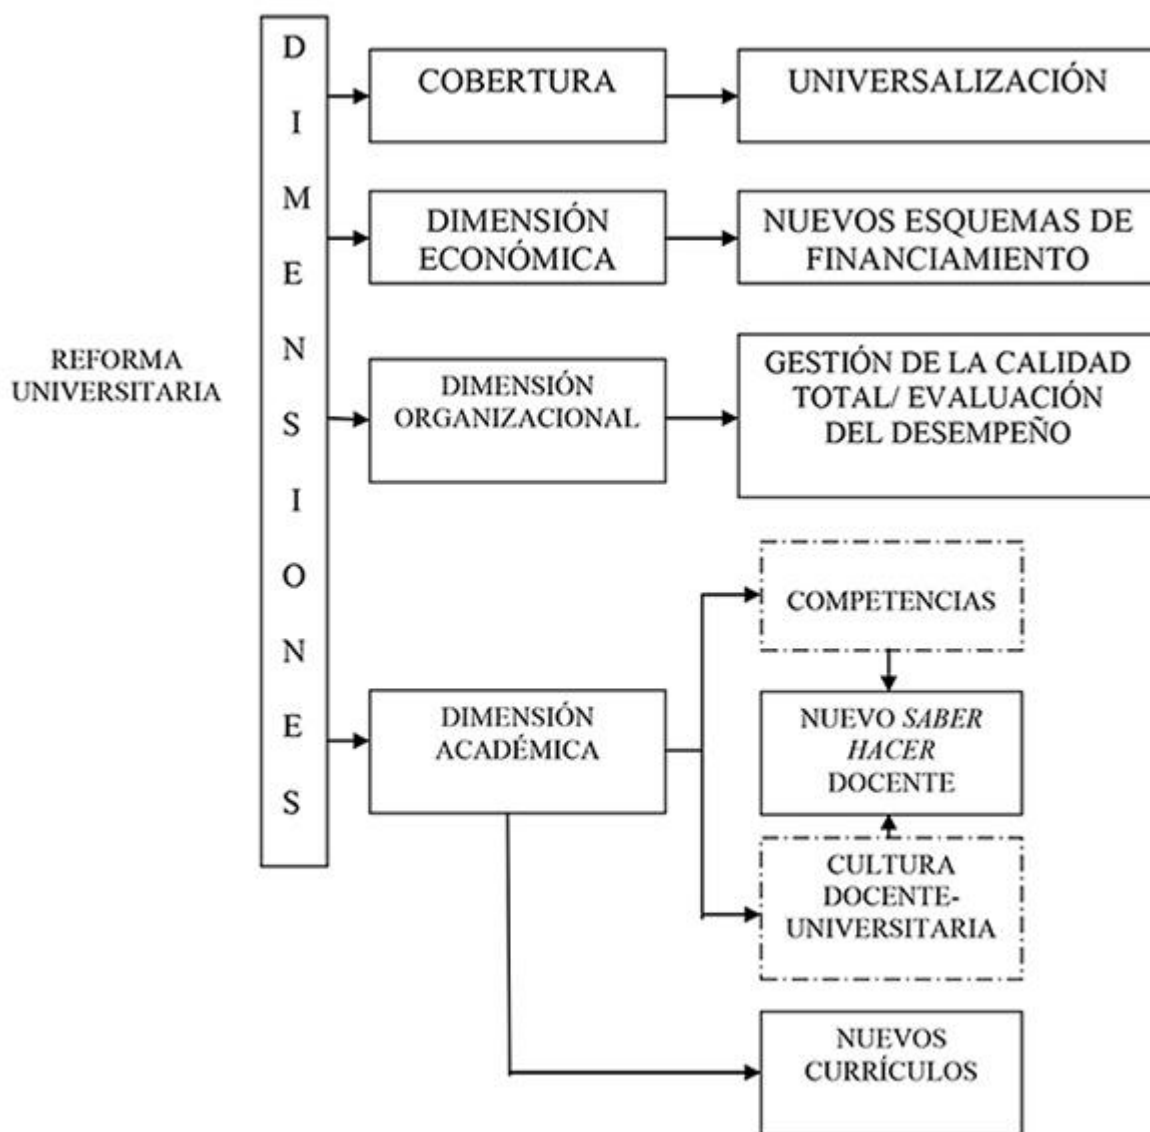 REFORMA
UNIVERSITARIA
DIMENSIONES
COBERTURA
UNIVERSALIZACIÓN
DIMENSIÓN
ECONÓMICA
NUEVOS ESQUEMAS DE
FINANCIAMIENTO
DIMENSIÓN
ORGANIZACIONAL
GESTIÓN DE LA CALIDAD
TOTAL/ EVALUACIÓN
DEL DESEMPEÑO
DIMENSIÓN
ACADÉMICA
COMPETENCIAS
NUEVO SABER
HACER
DOCENTE
CULTURA
DOCENTE-
UNIVERSITARIA
NUEVOS
CURRÍCULOS